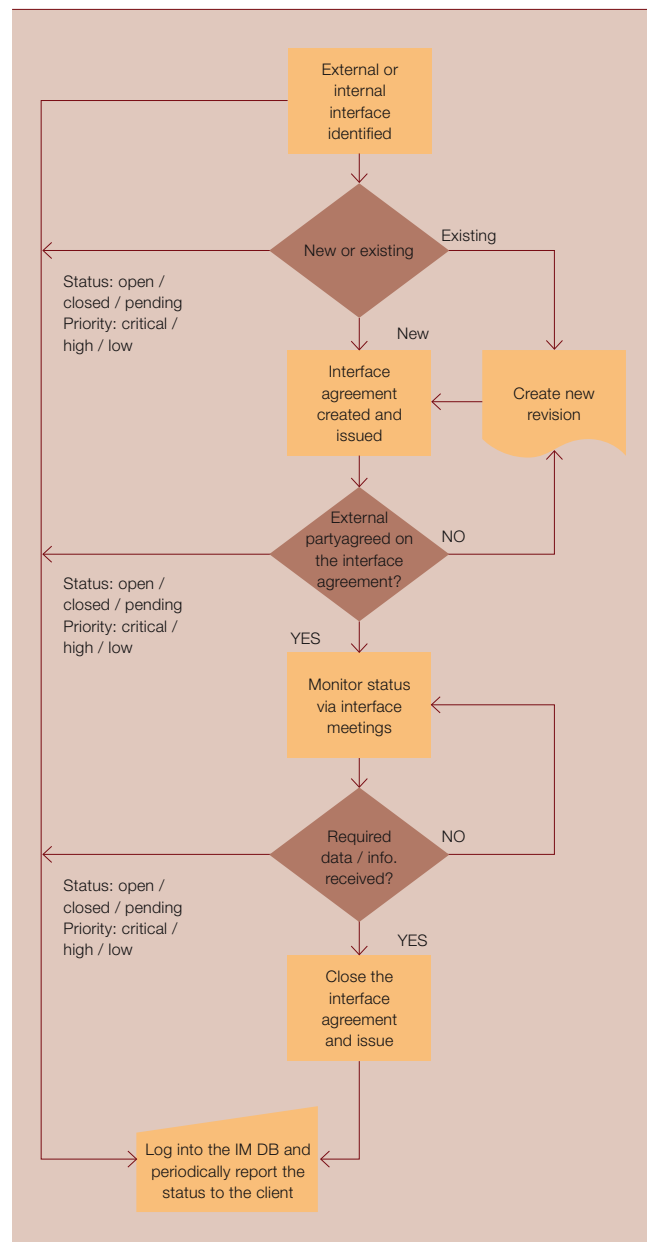 External or
internal
interface
identified
New or existing
Existing
Status: open /
closed / pending
Priority: critical /
high / low
New
Interface
agreement
created and
issued
Create new
revision
External
partyagreed on
the interface
agreement?
NO
Status: open /
closed / pending
Priority: critical /
high / low
YES
Monitor status
via interface
meetings
Required
data / info.
received?
NO
Status: open /
closed / pending
Priority: critical /
high / low
YES
Close the
interface
agreement
and issue
Log into the IM DB and
periodically report the
status to the client